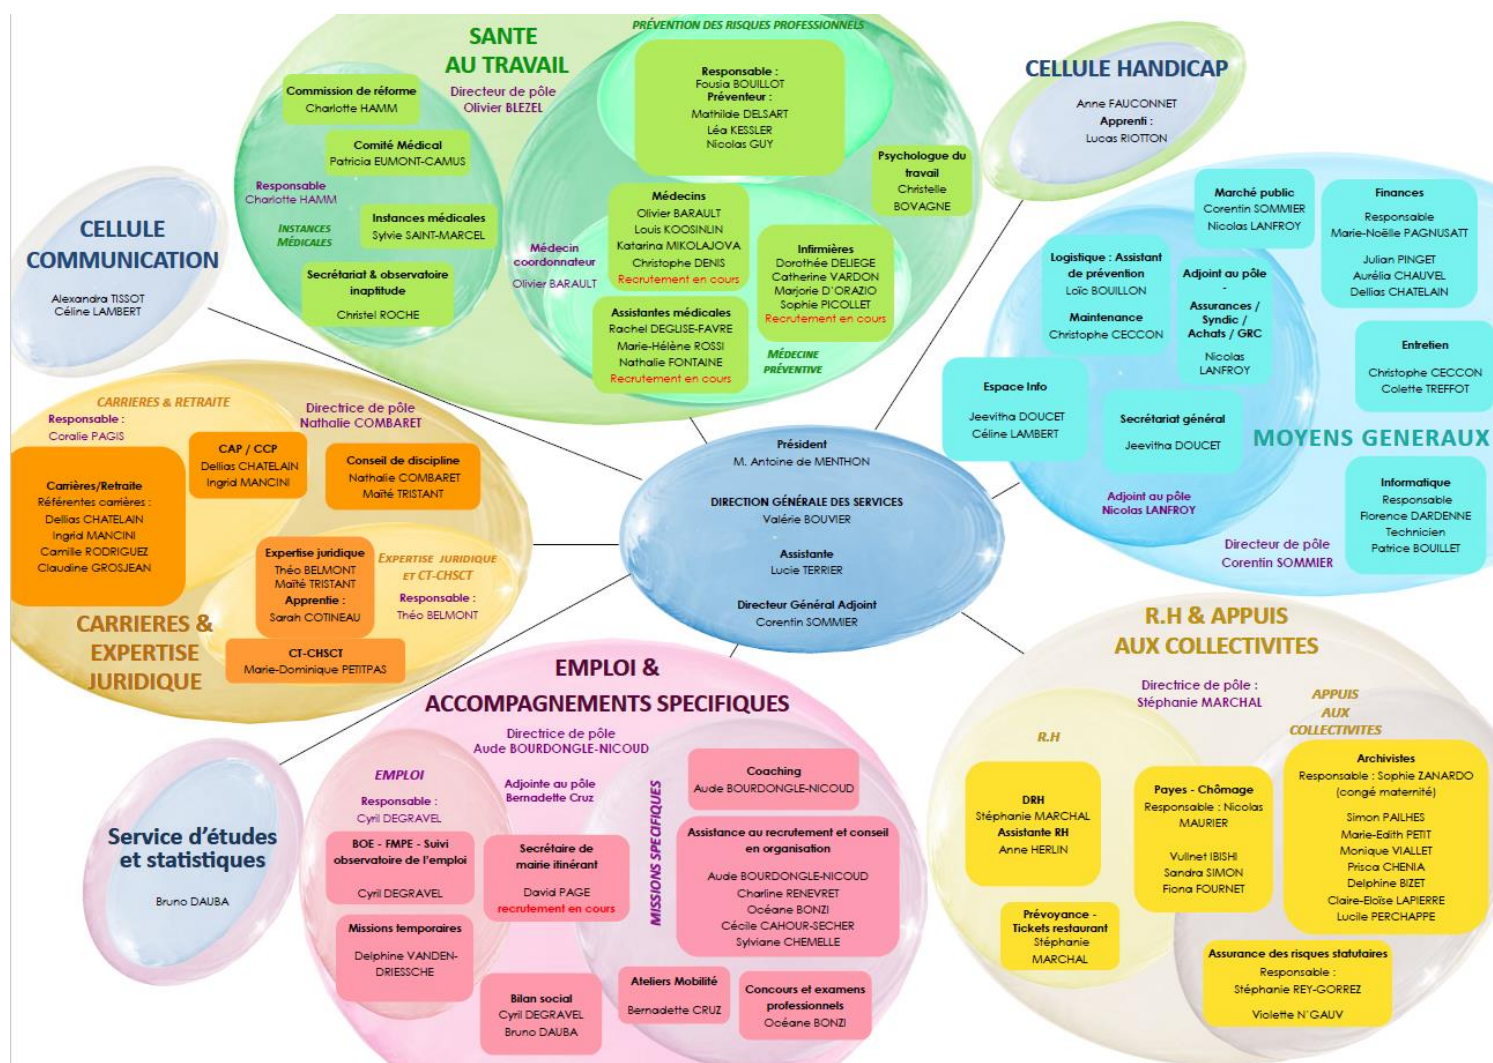 PRÉVENTION DES RISQUES PROFESSIONNELS
SANTE
AU TRAVAIL
Directeur de pôle
Olivier BLEZEL
Commission de réforme
Charlotte HAMM
Comité Médical
Patricia EUMONT-CAMUS
Responsable
Charlotte HAMM
INSTANCES
MÉDICALES
Instances médicales
Sylvie SAINT-MARCEL
Secrétariat & observatoire
inaptitude
Christel ROCHE
Responsable :
Fousia BOUILLOT
Préventeur :
Mathilde DELSART
Léa KESSLER
Nicolas GUY
Psychologue du
travail
Christelle
BOVAGNE
Médecin
coordonnateur
Olivier BARAULT
Médecins
Olivier BARAULT
Louis KOOSINLIN
Katarina MIKOLAJOVA
Christophe DENIS
Recrutement en cours
Infirmières
Dorothée DELIEGE
Catherine VARDON
Marjorie D'ORAZIO
Sophie PICOLLET
Recrutement en cours
Assistantes médicales
Rachel DEGLISE-FAVRE
Marie-Hélène ROSSI
Nathalie FONTAINE
Recrutement en cours
MÉDECINE
PRÉVENTIVE
CELLULE HANDICAP
Anne FAUCONNET
Apprenti :
Lucas RIOTTON
CELLULE
COMMUNICATION
Alexandra TISSOT
Céline LAMBERT
Marché public
Corentin SOMMIER
Nicolas LANFROY
Finances
Responsable
Marie-Noëlle PAGNUSATT
Julian PINGET
Aurélia CHAUVEL
Dellias CHATELAIN
Logistique : Assistant
de prévention
Loïc BOUILLON
Maintenance
Christophe CECCON
Adjoint au pôle
-
Assurances /
Syndic /
Achats / GRC
Nicolas
LANFROY
Entretien
Christophe CECCON
Colette TREFFOT
Espace Info
Jeevitha DOUCET
Céline LAMBERT
Secrétariat général
Jeevitha DOUCET
MOYENS GENERAUX
Adjoint au pôle
Nicolas LANFROY
Informatique
Responsable
Florence DARDENNE
Technicien
Patrice BOUILLET
Directeur de pôle
Corentin SOMMIER
Président
M. Antoine de MENTHON
DIRECTION GÉNÉRALE DES SERVICES
Valérie BOUVIER
Assistante
Lucie TERRIER
Directeur Général Adjoint
Corentin SOMMIER
CARRIERES & RETRAITE
Responsable :
Coralie PAGIS
Directrice de pôle
Nathalie COMBARET
CAP / CCP
Dellias CHATELAIN
Ingrid MANCINI
Conseil de discipline
Nathalie COMBARET
Maïté TRISTANT
Carrières/Retraite
Référentes carrières :
Dellias CHATELAIN
Ingrid MANCINI
Camille RODRIGUEZ
Claudine GROSJEAN
Expertise juridique
Théo BELMONT
Maïté TRISTANT
Apprentie :
Sarah COTINEAU
EXPERTISE JURIDIQUE
ET CT-CHSCT
Responsable :
Théo BELMONT
CT-CHSCT
Marie-Dominique PETITPAS
CARRIERES &
EXPERTISE
JURIDIQUE
EMPLOI &
ACCOMPAGNEMENTS SPECIFIQUES
Directrice de pôle
Aude BOURDONGLE-NICOUD
EMPLOI
Responsable :
Cyril DEGRAVEL
Adjointe au pôle
Bernadette Cruz
BOE - FMPE - Suivi
observatoire de l'emploi
Cyril DEGRAVEL
Secrétaire de
mairie itinérant
David PAGE
recrutement en cours
Missions temporaires
Delphine VANDEN-
DRIESSCHE
Bilan social
Cyril DEGRAVEL
Bruno DAUBA
MISSIONS SPECIFIQUES
Coaching
Aude BOURDONGLE-NICOUD
Assistance au recrutement et conseil
en organisation
Aude BOURDONGLE-NICOUD
Charline RENEVRET
Océane BONZI
Cécile CAHOUR-SECHER
Sylviane CHEMELLE
Ateliers Mobilité
Bernadette CRUZ
Concours et examens
professionnels
Océane BONZI
Service d'études
et statistiques
Bruno DAUBA
R.H & APPUIS
AUX COLLECTIVITES
Directrice de pôle :
Stéphanie MARCHAL
R.H
APPUIS
AUX
COLLECTIVITES
DRH
Stéphanie MARCHAL
Assistante RH
Anne HERLIN
Prévoyance -
Tickets restaurant
Stéphanie
MARCHAL
Payes - Chômage
Responsable : Nicolas
MAURIER
Vullnet IBISHI
Sandra SIMON
Fiona FOURNET
Archivistes
Responsable : Sophie ZANARDO
(congé maternité)
Simon PAILHES
Marie-Edith PETIT
Monique VIALLET
Prisca CHENIA
Delphine BIZET
Claire-Eloïse LAPIERRE
Lucile PERCHAPPE
Assurance des risques statutaires
Responsable :
Stéphanie REY-GORREZ
Violette N'GAUV